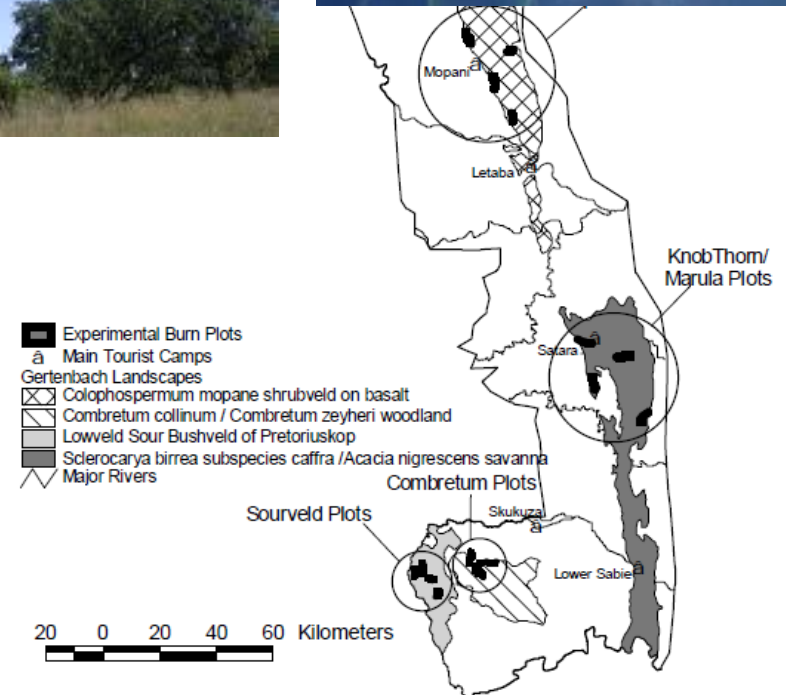 Mopani â
Letaba â
KnobThorn/
Marula Plots
Satara â
Experimental Burn Plots
â Main Tourist Camps
Gertenbach Landscapes
Colophospermum mopane shrubveld on basalt
Combretum collinum / Combretum zeyheri woodland
Lowveld Sour Bushveld of Pretoriuskop
Sclerocarya birrea subspecies caffra /Acacia nigrescens savanna
Major Rivers
Combretum Plots
Sourveld Plots
Skukuza
â
Lower Sabie â
20 0 20 40 60 Kilometers